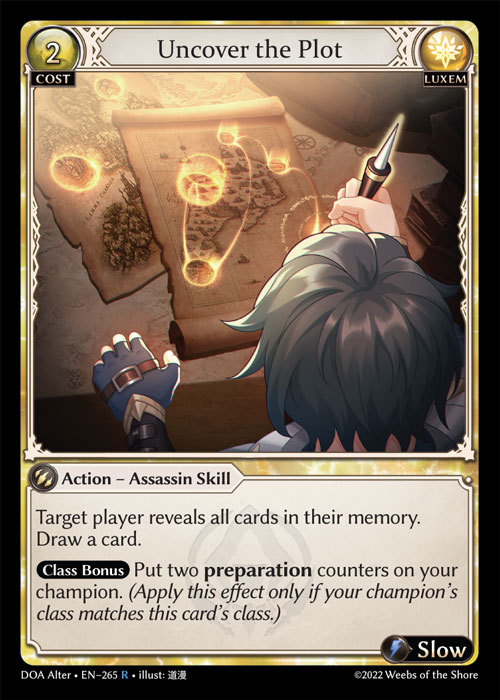 2
Uncover the Plot
COST
LUXEM
Action – Assassin Skill
Target player reveals all cards in their memory.
Draw a card.
Class Bonus Put two preparation counters on your
champion. (Apply this effect only if your champion's
class matches this card's class.)
Slow
DOA Alter • EN–265 R • illust: 道漫
©2022 Weebs of the Shore